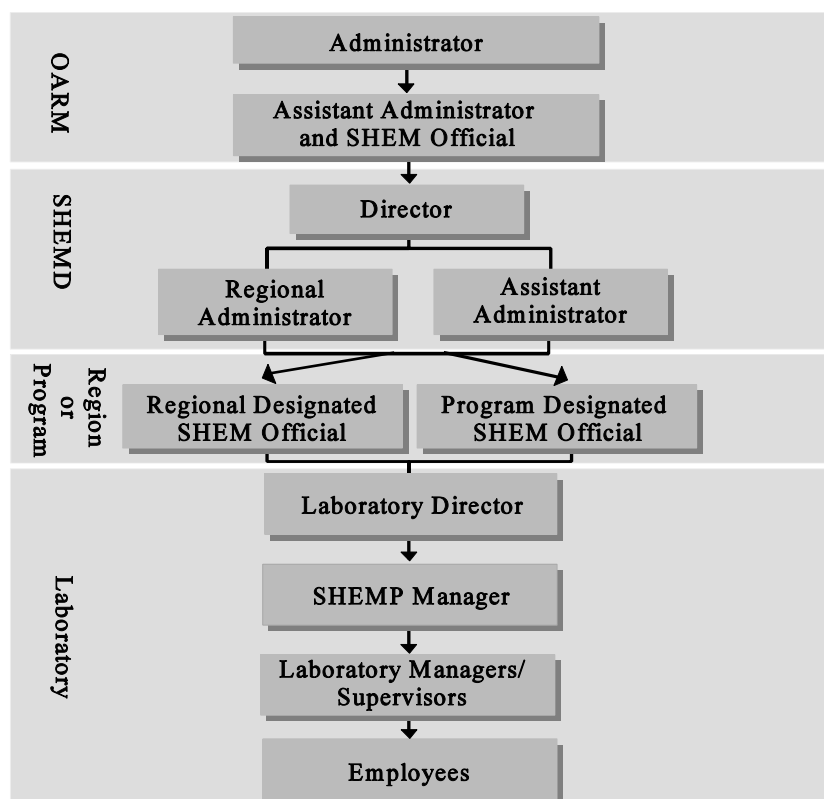 OARM
Administrator
Assistant Administrator
and SHEM Official
SHEMD
Director
Regional
Administrator
Assistant
Administrator
Region
or
Program
Regional Designated
SHEM Official
Program Designated
SHEM Official
Laboratory
Laboratory Director
SHEMP Manager
Laboratory Managers/
Supervisors
Employees